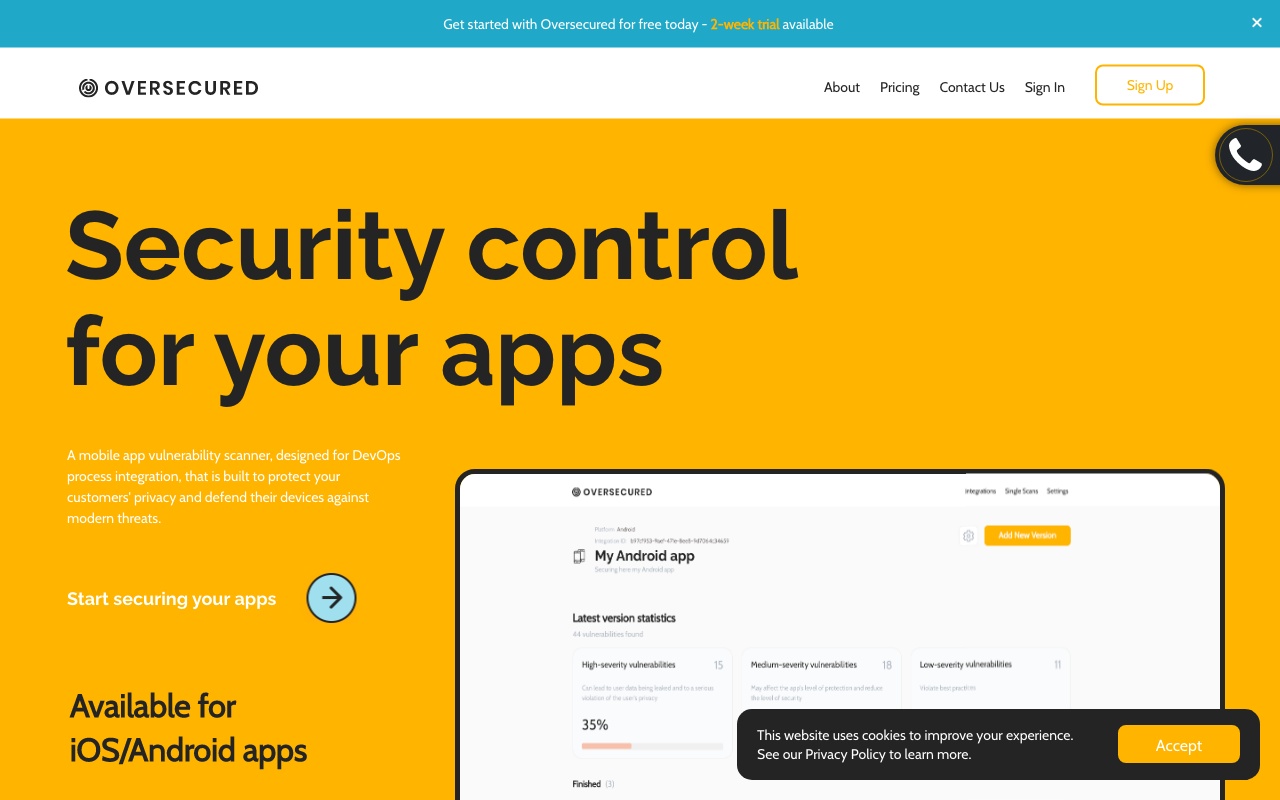 Get started with Oversecured for free today - 2-week trial available
OVERSECURED
About
Pricing
Contact Us
Sign In
Sign Up
Security control
for your apps
A mobile app vulnerability scanner, designed for DevOps
process integration, that is built to protect your
customers' privacy and defend their devices against
modern threats.
Start securing your apps
Available for
iOS/Android apps
OVERSECURED
Integrations
Single Scans
Settings
Platform Android
Integration ID:
My Android app
Securing here my Android app
Add New Version
Latest version statistics
44 vulnerabilities found
High-severity vulnerabilities 15
Can lead to user data being leaked and to a serious
violation of the user's privacy
35%
Medium-severity vulnerabilities 18
May affect the app's level of protection and reduce
the level of security
Low-severity vulnerabilities 11
Violate best practices
Finished (3)
This website uses cookies to improve your experience.
See our Privacy Policy to learn more.
Accept